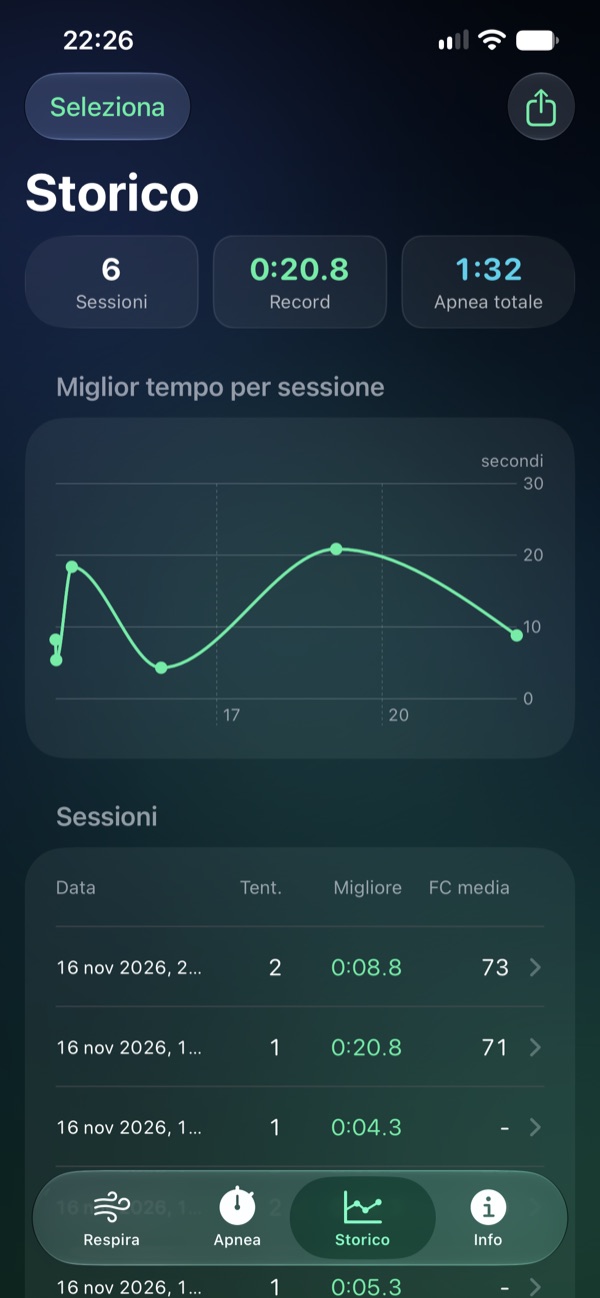 22:26
Seleziona
Storico
6
Sessioni
0:20.8
Record
1:32
Apnea totale
Miglior tempo per sessione
secondi
30
20
10
0
17
20
Sessioni
Data Tent. Migliore FC media
16 nov 2026, 2... 2 0:08.8 73
16 nov 2026, 1... 1 0:20.8 71
16 nov 2026, 1... 1 0:04.3 -
Respira
Apnea
Storico
Info
16 nov 2026, 1... 1 0:05.3 -